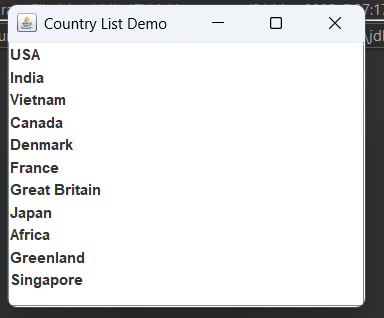 Country List Demo
USA
India
Vietnam
Canada
Denmark
France
Great Britain
Japan
Africa
Greenland
Singapore